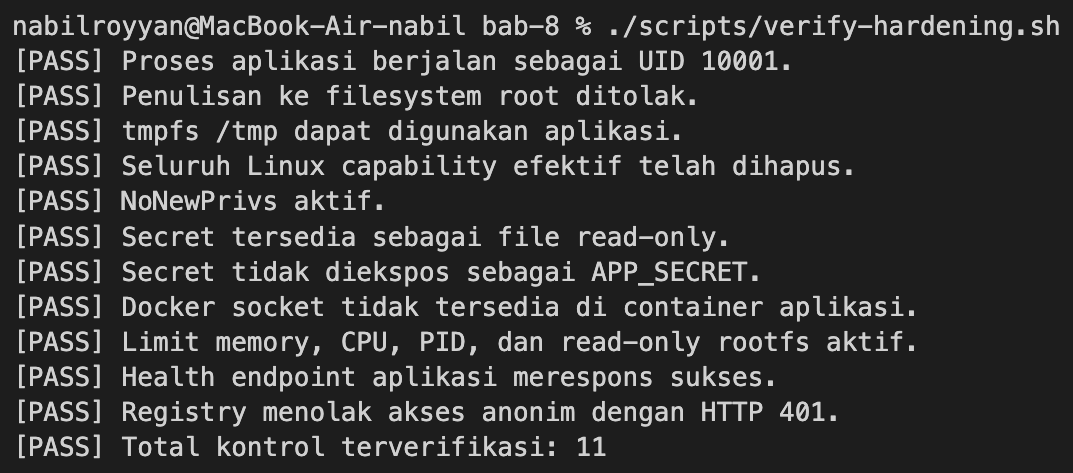 nabilroyyan@MacBook-Air-nabil bab-8 % ./scripts/verify-hardening.sh
[PASS] Proses aplikasi berjalan sebagai UID 10001.
[PASS] Penulisan ke filesystem root ditolak.
[PASS] tmpfs /tmp dapat digunakan aplikasi.
[PASS] Seluruh Linux capability efektif telah dihapus.
[PASS] NoNewPrivs aktif.
[PASS] Secret tersedia sebagai file read-only.
[PASS] Secret tidak diekspos sebagai APP_SECRET.
[PASS] Docker socket tidak tersedia di container aplikasi.
[PASS] Limit memory, CPU, PID, dan read-only rootfs aktif.
[PASS] Health endpoint aplikasi merespons sukses.
[PASS] Registry menolak akses anonim dengan HTTP 401.
[PASS] Total kontrol terverifikasi: 11